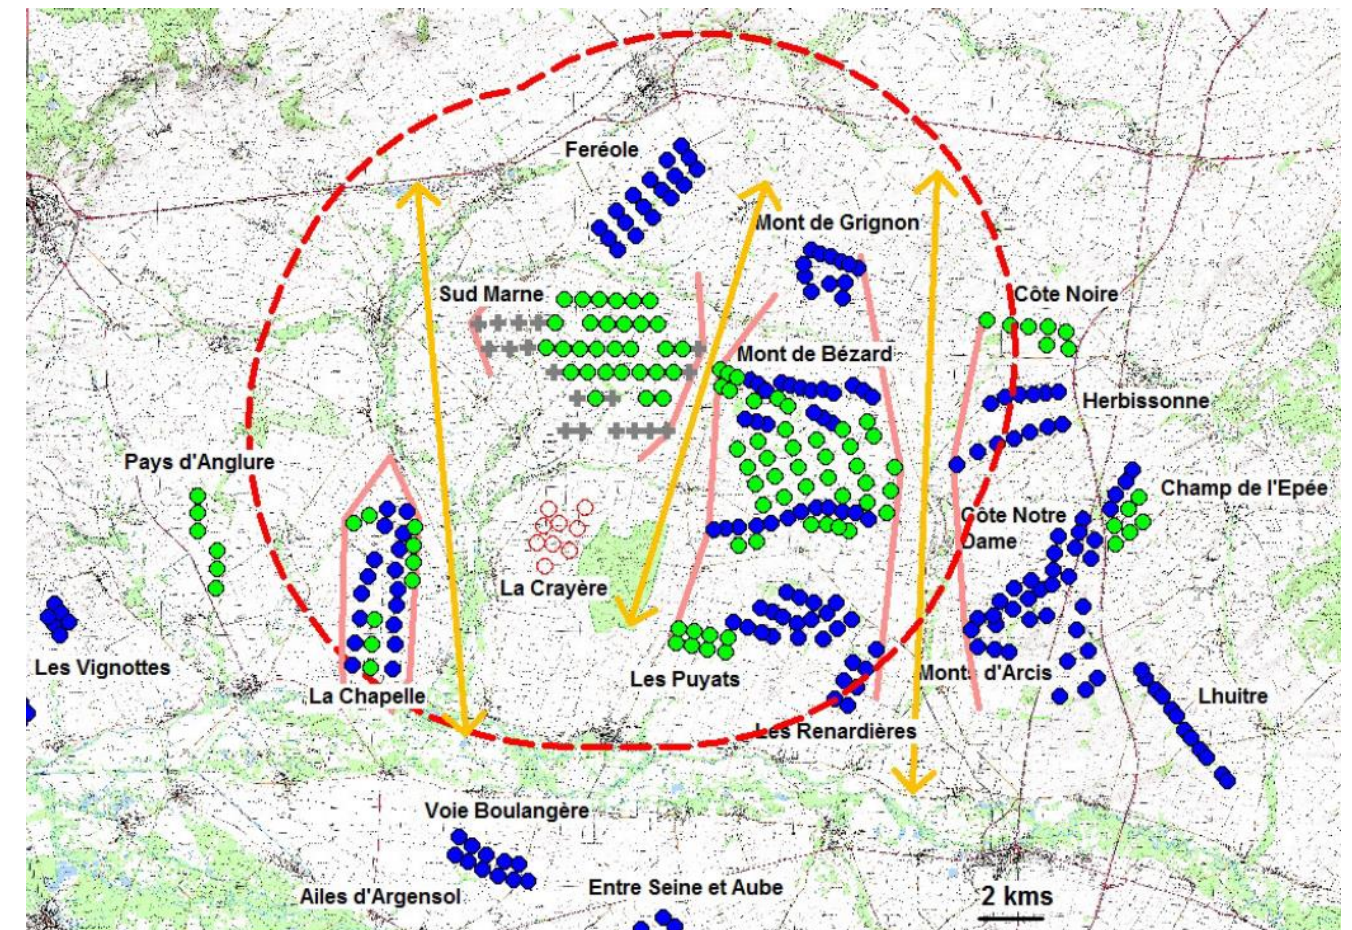 Feréole
Mont de Grignon
Sud Marne
Côte Noire
Mont de Bézard
Herbissonne
Pays d'Anglure
Champ de l'Epée
Côte Notre
Dame
La Crayère
Les Vignottes
Les Puyats
Monts d'Arcis
La Chapelle
Lhuitre
Les Renardières
Voie Boulangère
Ailes d'Argensol
Entre Seine et Aube
2 kms